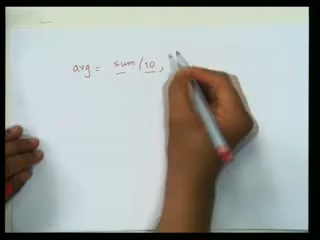 avg = sum (10,